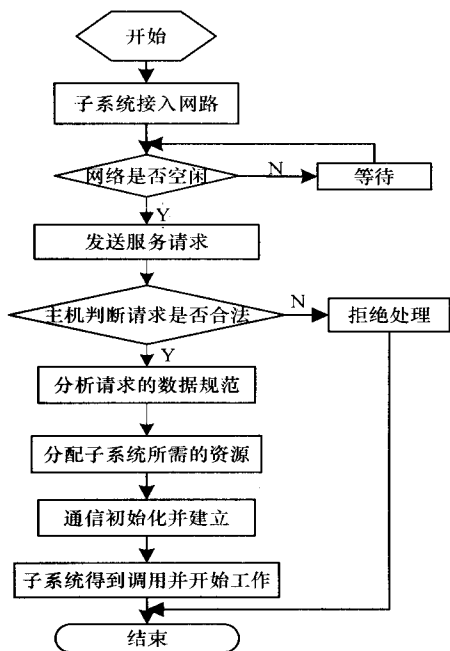 开始
子系统接入网路
网络是否空闲
N
等待
Y
发送服务请求
主机判断请求是否合法
N
拒绝处理
Y
分析请求的数据规范
分配子系统所需的资源
通信初始化并建立
子系统得到调用并开始工作
结束